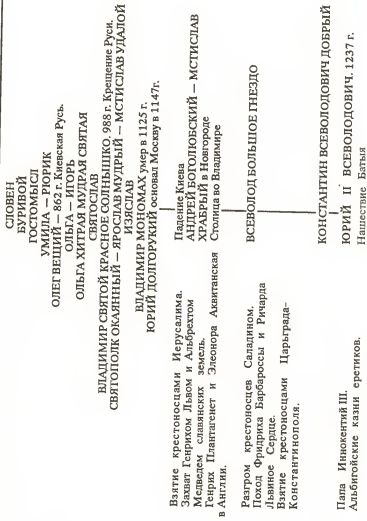 СЛОВЕН
БУРИВОЙ
ГОСТОМЫСЛ
УМИЛА — РЮРИК
ОЛЕГ ВЕЩИЙ — 862 г. Киевская Русь.
ОЛЬГА — ИГОРЬ
ОЛЬГА ХИТРАЯ МУДРАЯ СВЯТАЯ
СВЯТОСЛАВ
ВЛАДИМИР СВЯТОЙ КРАСНОЕ СОЛНЫШКО, 988 г. Крещение Руси.
СВЯТОПОЛК ОКАЯННЫЙ — ЯРОСЛАВ МУДРЫЙ — МСТИСЛАВ УДАЛОЙ
ИЗЯСЛАВ
ВЛАДИМИР МОНОМАХ умер в 1125 г.
ЮРИЙ ДОЛГОРУКИЙ основал Москву в 1147г.
Взятие крестоносцами Иерусалима.
Захват Генрихом Львом и Альбрехтом
Медведем славянских земель.
Генрих Плантагенет и Элеонора Аквитанская
в Англии.
Падение Киева
АНДРЕЙ БОГОЛЮБСКИЙ — МСТИСЛАВ
ХРАБРЫЙ в Новгороде
Столица во Владимире
Разгром крестоносцев Саладином.
Поход Фридриха Барбароссы и Ричарда
Львиное Сердце.
Взятие крестоносцами Царьграда-
Константинополя.
ВСЕВОЛОД БОЛЬШОЕ ГНЕЗДО
Папа Иннокентий III.
Альбигойские казни еретиков.
КОНСТАНТИН ВСЕВОЛОДОВИЧ ДОБРЫЙ
ЮРИЙ II ВСЕВОЛОДОВИЧ. 1237 г.
Нашествие Батыя